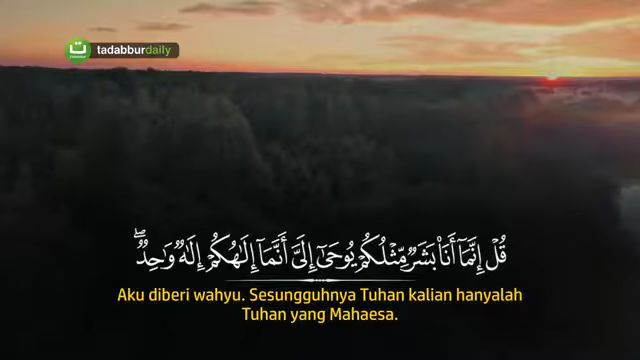 tadabburdaily
قُلْ إِنَّمَآ أَنَا۠ بَشَرٌ مِّثْلُكُمْ يُوحَىٰٓ إِلَىَّ أَنَّمَآ إِلَـٰهُكُمْ إِلَـٰهٌ وَٰحِدٌ ۖ
Aku diberi wahyu. Sesungguhnya Tuhan kalian hanyalah
Tuhan yang Mahaesa.